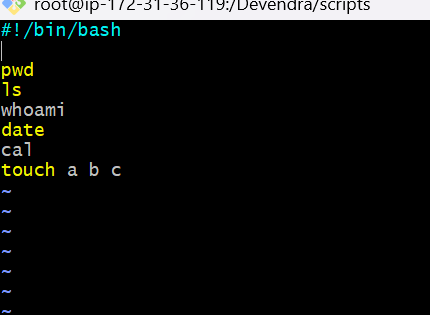 root@ip-172-31-36-119:/Devendra/scripts
#!/bin/bash

pwd
ls
whoami
date
cal
touch a b c
~
~
~
~
~
~
~